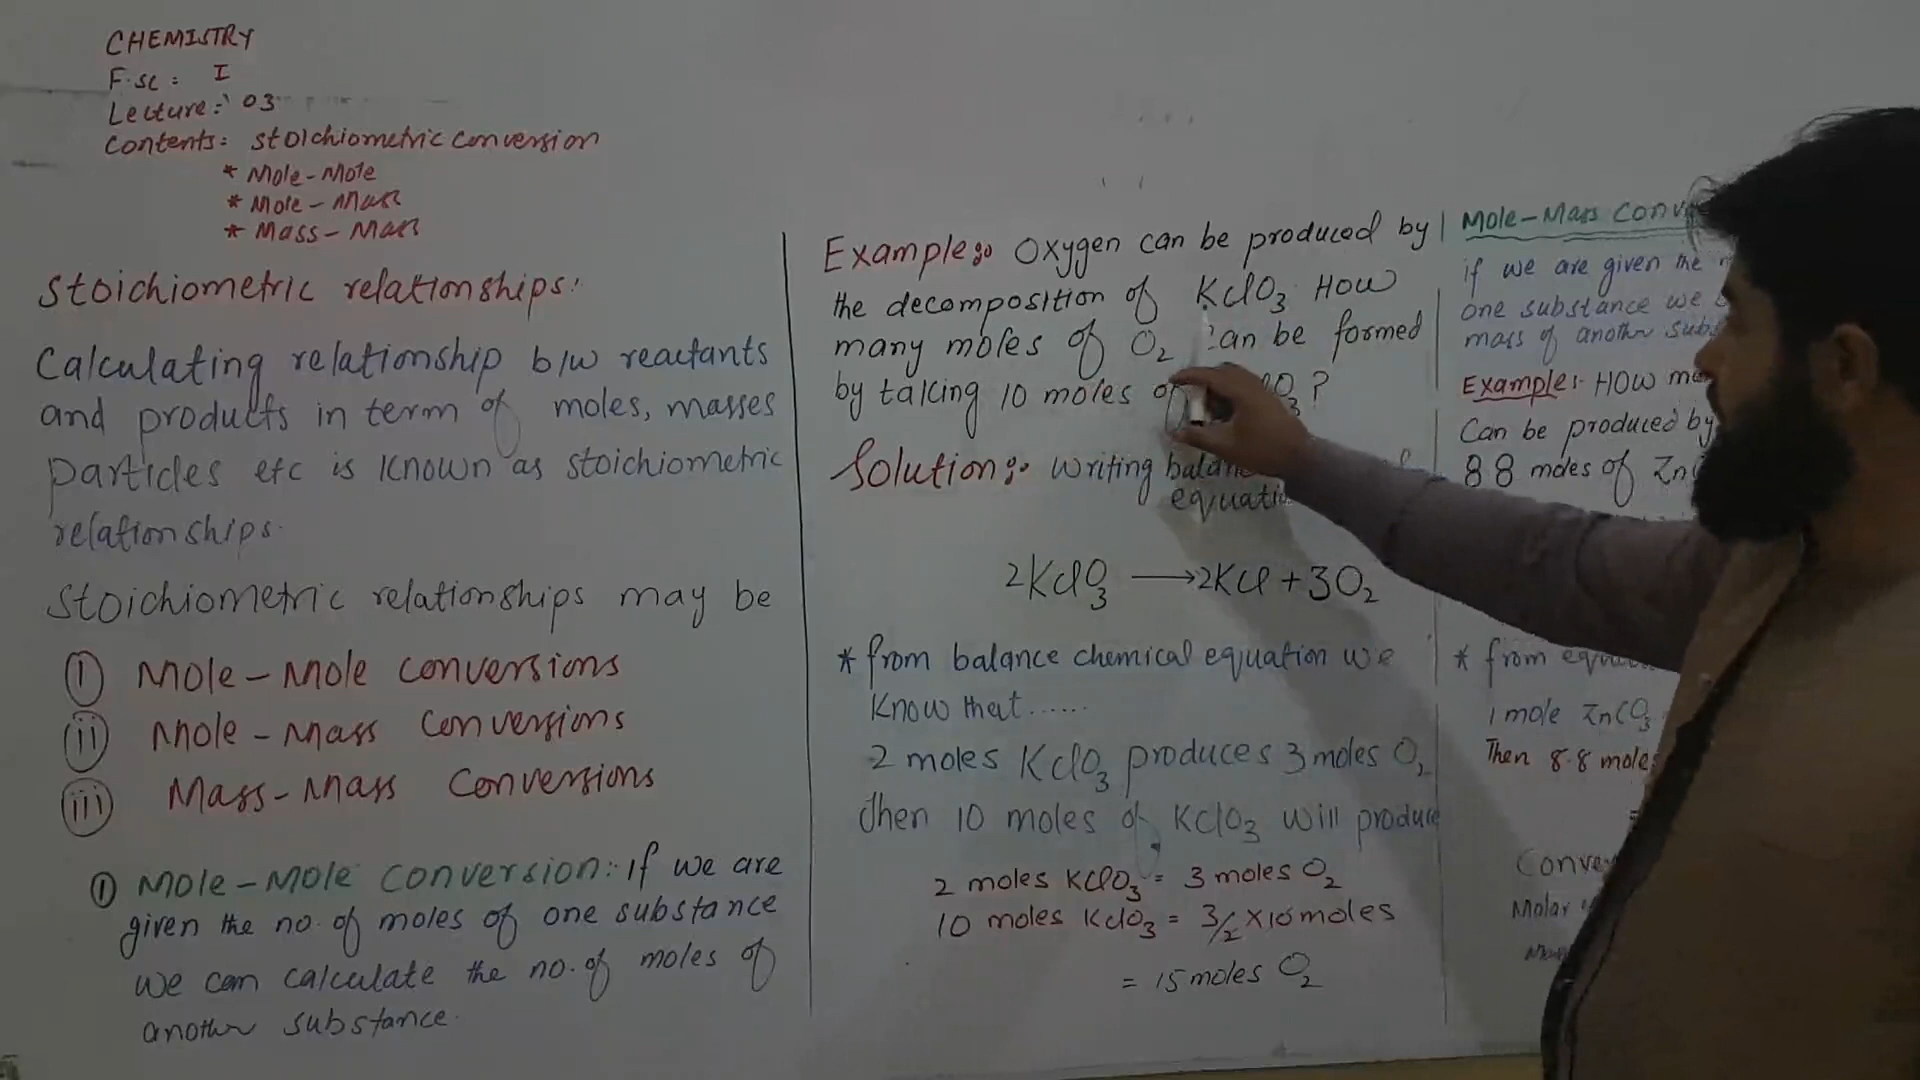 CHEMISTRY
F.Sc: I
Lecture: 03
Contents: Stoichiometric conversion
* Mole-Mole
* Mole-Mass
* Mass-Mass
Stoichiometric relationships:
Calculating relationship b/w reactants
and products in term of moles, masses
particles etc is known as stoichiometric
relationships.
Stoichiometric relationships may be
(i) Mole-Mole conversions
(ii) Mole-Mass conversions
(iii) Mass-Mass conversions
① Mole-Mole conversion: If we are
given the no. of moles of one substance
we can calculate the no. of moles of
another substance.
Example: Oxygen can be produced by
the decomposition of KClO3 How
many moles of O2 can be formed
by taking 10 moles of O3?
Solution: Writing
equation
2KClO3 → 2KCl + 3O2
* from balance chemical equation we
know that ......
2 moles KClO3 produces 3 moles O2
then 10 moles of KClO3 will produce
2 moles KClO3 = 3 moles O2
10 moles KClO3 = 3/2 x 10 moles
= 15 moles O2
Mole-Mass
if we are given the
one substance we
mass of another
Example: How
can be produced by
8.8 moles of
* from
1 mole ZnCO3
Then 8.8 moles
=
Molar